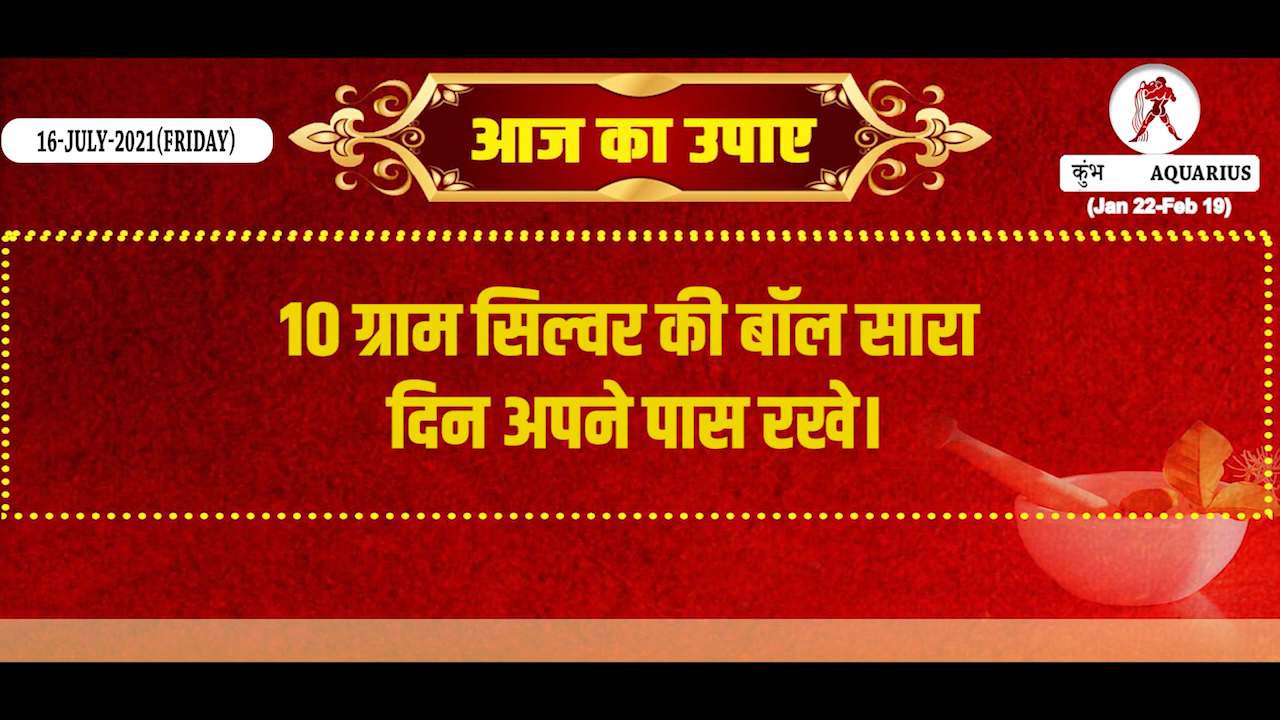 16-JULY-2021(FRIDAY)
आज का उपाए
कुंभ AQUARIUS
(Jan 22-Feb 19)
10 ग्राम सिल्वर की बॉल सारा
दिन अपने पास रखे।